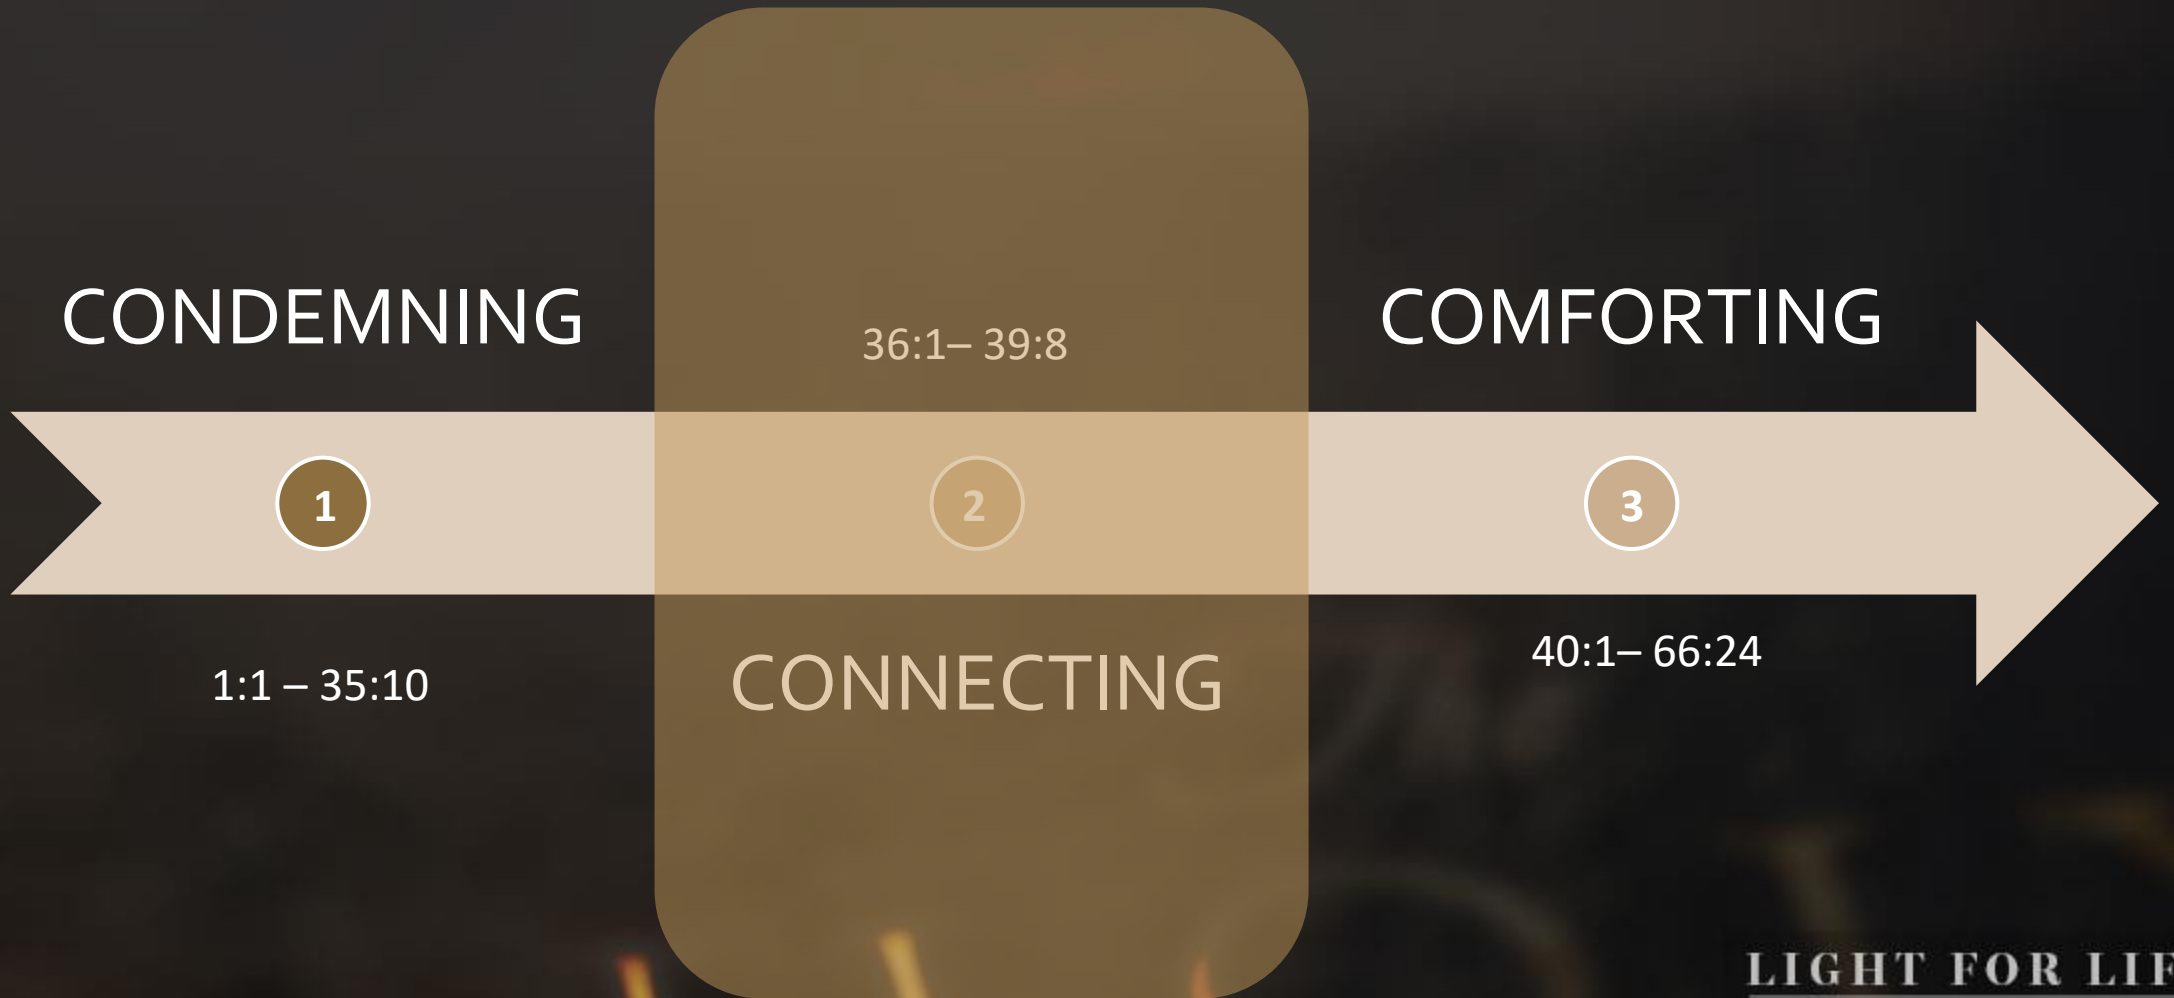 CONDEMNING
1
1:1 – 35:10
36:1– 39:8
2
CONNECTING
COMFORTING
3
40:1– 66:24
LIGHT FOR